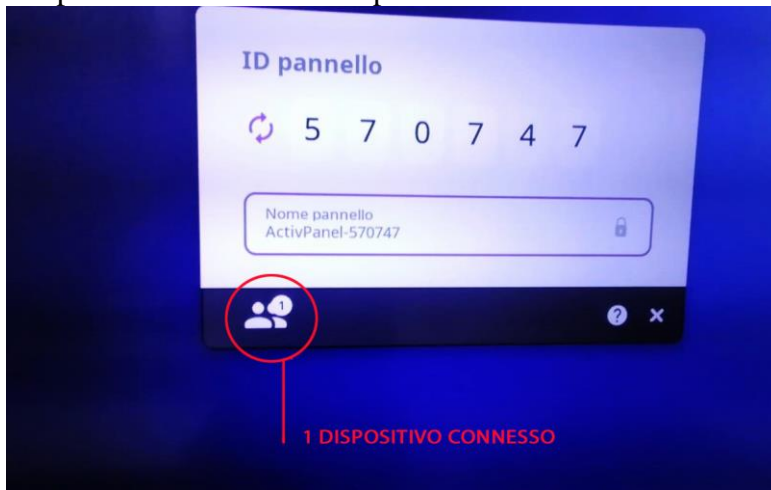 ID pannello
5 7 0 7 4 7
Nome pannello
ActivPanel-570747
1
?
1 DISPOSITIVO CONNESSO